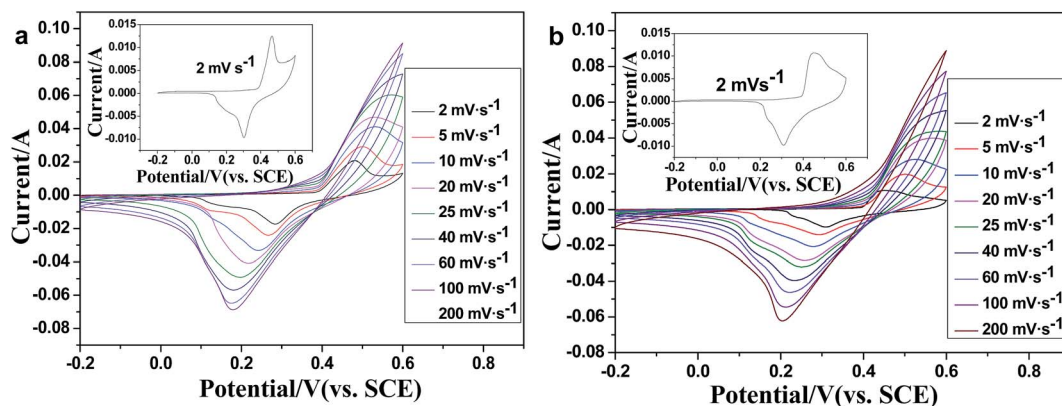 a
0.10
0.08
0.06
0.04
0.02
0.00
-0.02
-0.04
-0.06
-0.08
Current/A
-0.2
0.0
0.2
0.4
0.6
0.8
Potential/V(vs. SCE)
0.015
0.010
0.005
0.000
-0.005
-0.010
Current/A
2 mV s-1
-0.2
0.0
0.2
0.4
0.6
Potential/V(vs. SCE)
2 mV·s-1
5 mV·s-1
10 mV·s-1
20 mV·s-1
25 mV·s-1
40 mV·s-1
60 mV·s-1
100 mV·s-1
200 mV·s-1
b
0.10
0.08
0.06
0.04
0.02
0.00
-0.02
-0.04
-0.06
-0.08
Current/A
-0.2
0.0
0.2
0.4
0.6
0.8
Potential/V(vs. SCE)
0.015
0.010
0.005
0.000
-0.005
-0.010
Current/A
2 mVs-1
-0.2
0.0
0.2
0.4
0.6
Potential/V(vs. SCE)
2 mV·s-1
5 mV·s-1
10 mV·s-1
20 mV·s-1
25 mV·s-1
40 mV·s-1
60 mV·s-1
100 mV·s-1
200 mV·s-1